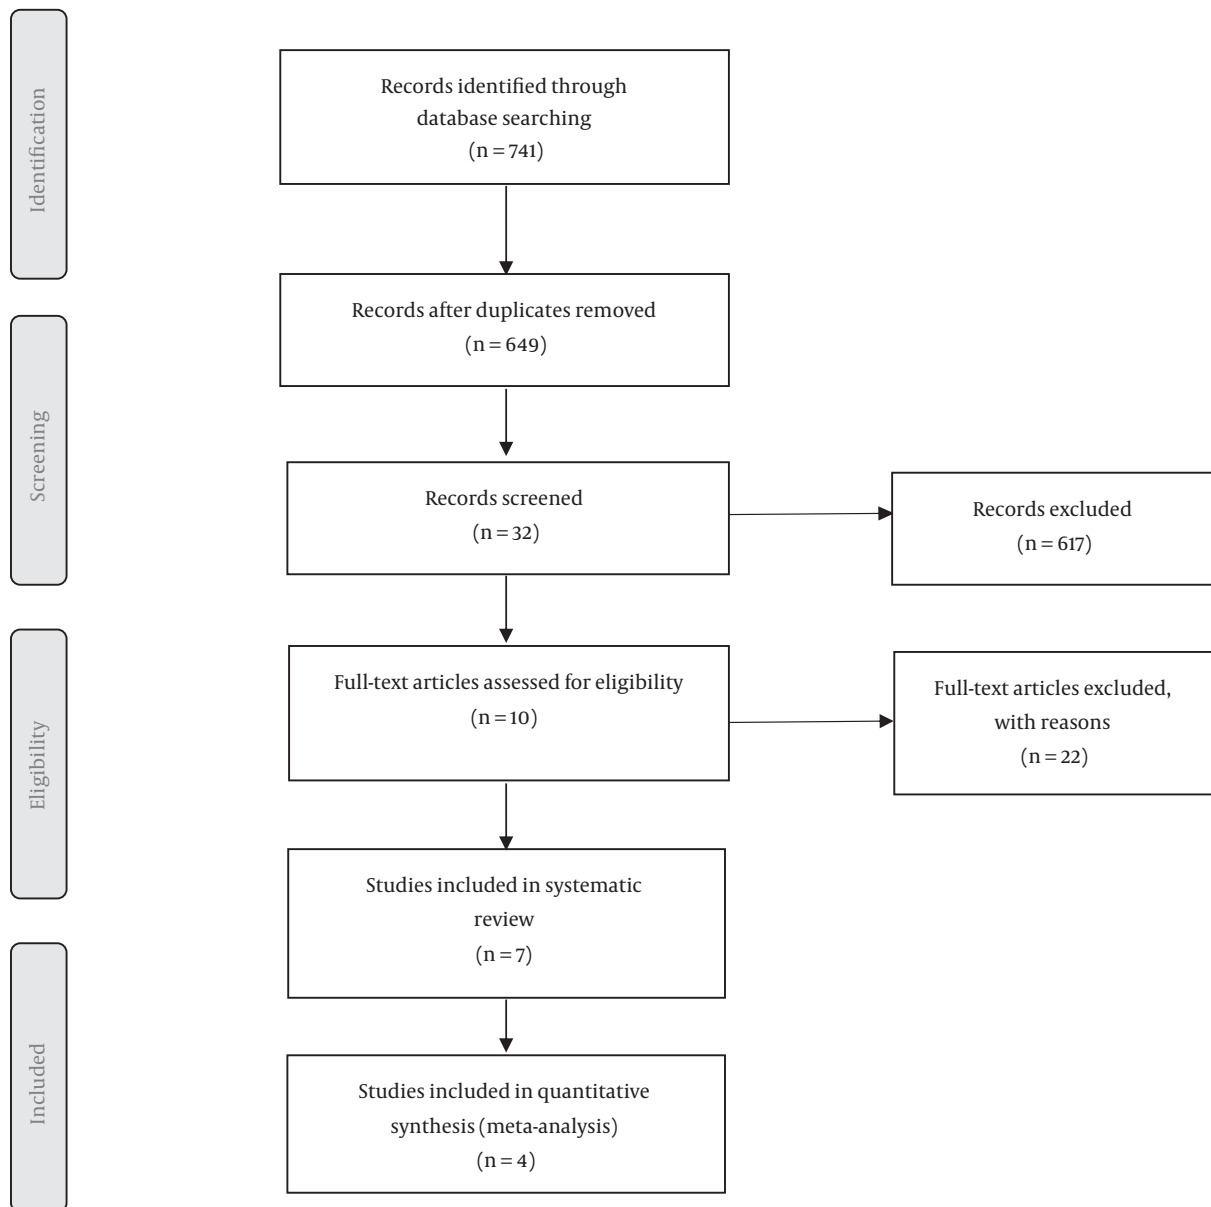 Identification
Records identified through
database searching
(n = 741)
Records after duplicates removed
(n = 649)
Screening
Records screened
(n = 32)
Records excluded
(n = 617)
Eligibility
Full-text articles assessed for eligibility
(n = 10)
Full-text articles excluded,
with reasons
(n = 22)
Studies included in systematic
review
(n = 7)
Included
Studies included in quantitative
synthesis (meta-analysis)
(n = 4)